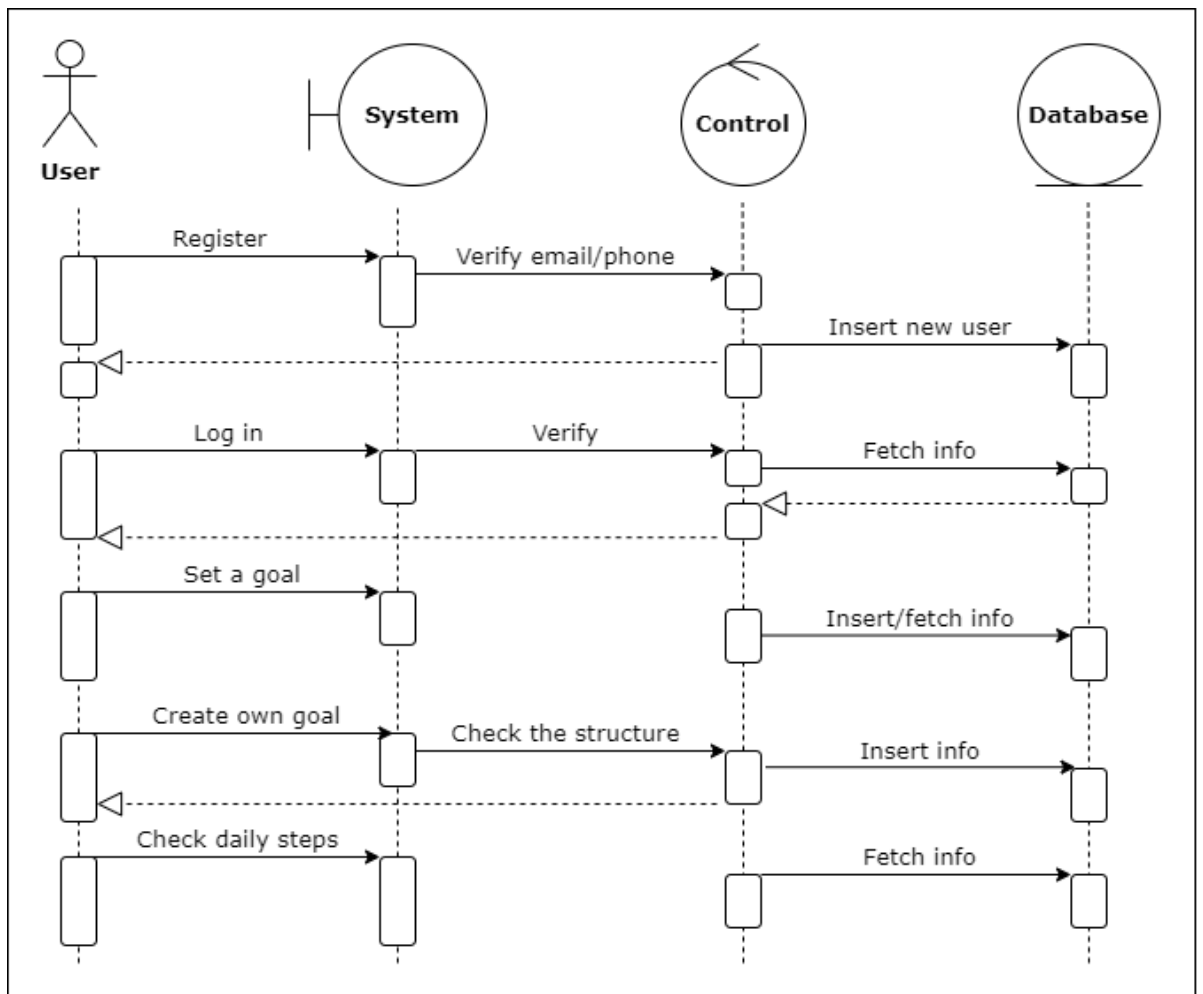 System
Control
Database
User
Register
Verify email/phone
Insert new user
Log in
Verify
Fetch info
Set a goal
Insert/fetch info
Create own goal
Check the structure
Insert info
Check daily steps
Fetch info